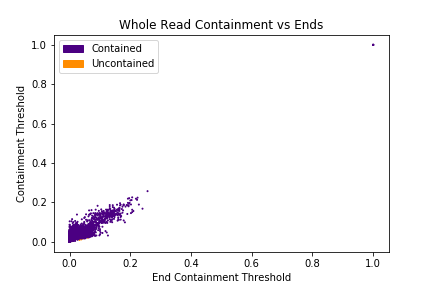 Whole Read Containment vs Ends
Contained
Uncontained
1.0
0.8
0.6
0.4
0.2
0.0
Containment Threshold
0.0 0.2 0.4 0.6 0.8 1.0
End Containment Threshold